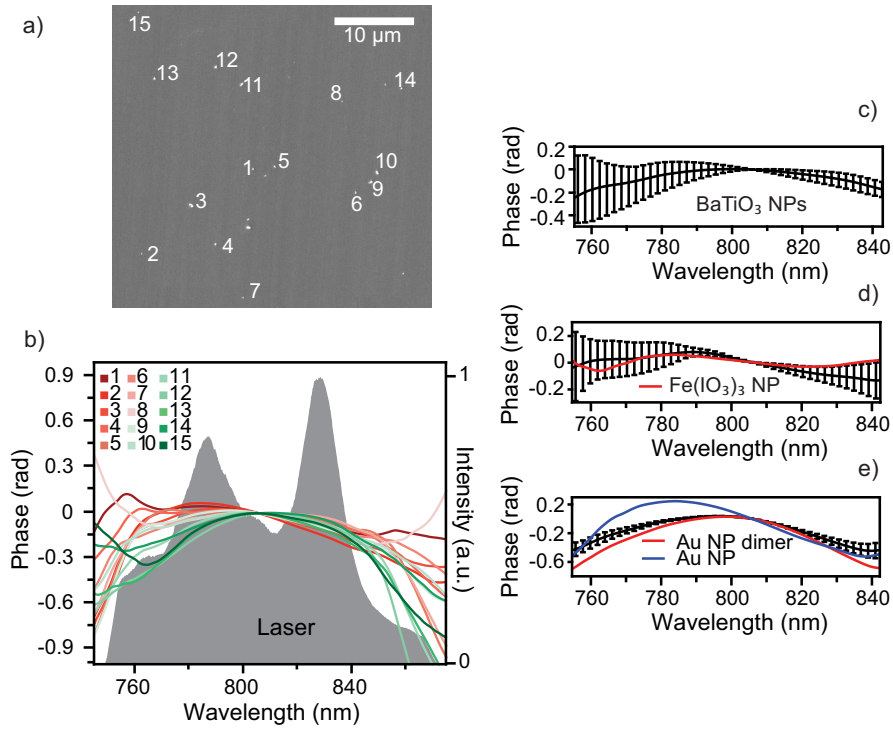 a)
15
10 µm
12
13
11
14
8
1
5
10
9
3
6
4
2
7
b)
0.9
0.6
0.3
0
-0.3
-0.6
-0.9
1 6 11
2 7 12
3 8 13
4 9 14
5 10 15
1
0
Phase (rad)
Intensity (a.u.)
Laser
760 800 840
Wavelength (nm)
c)
0.2
0
-0.2
-0.4
Phase (rad)
BaTiO₃ NPs
760 780 800 820 840
Wavelength (nm)
d)
0.2
0
-0.2
Phase (rad)
Fe(IO₃)₃ NP
760 780 800 820 840
Wavelength (nm)
e)
0.2
-0.2
-0.6
Phase (rad)
Au NP dimer
Au NP
760 780 800 820 840
Wavelength (nm)